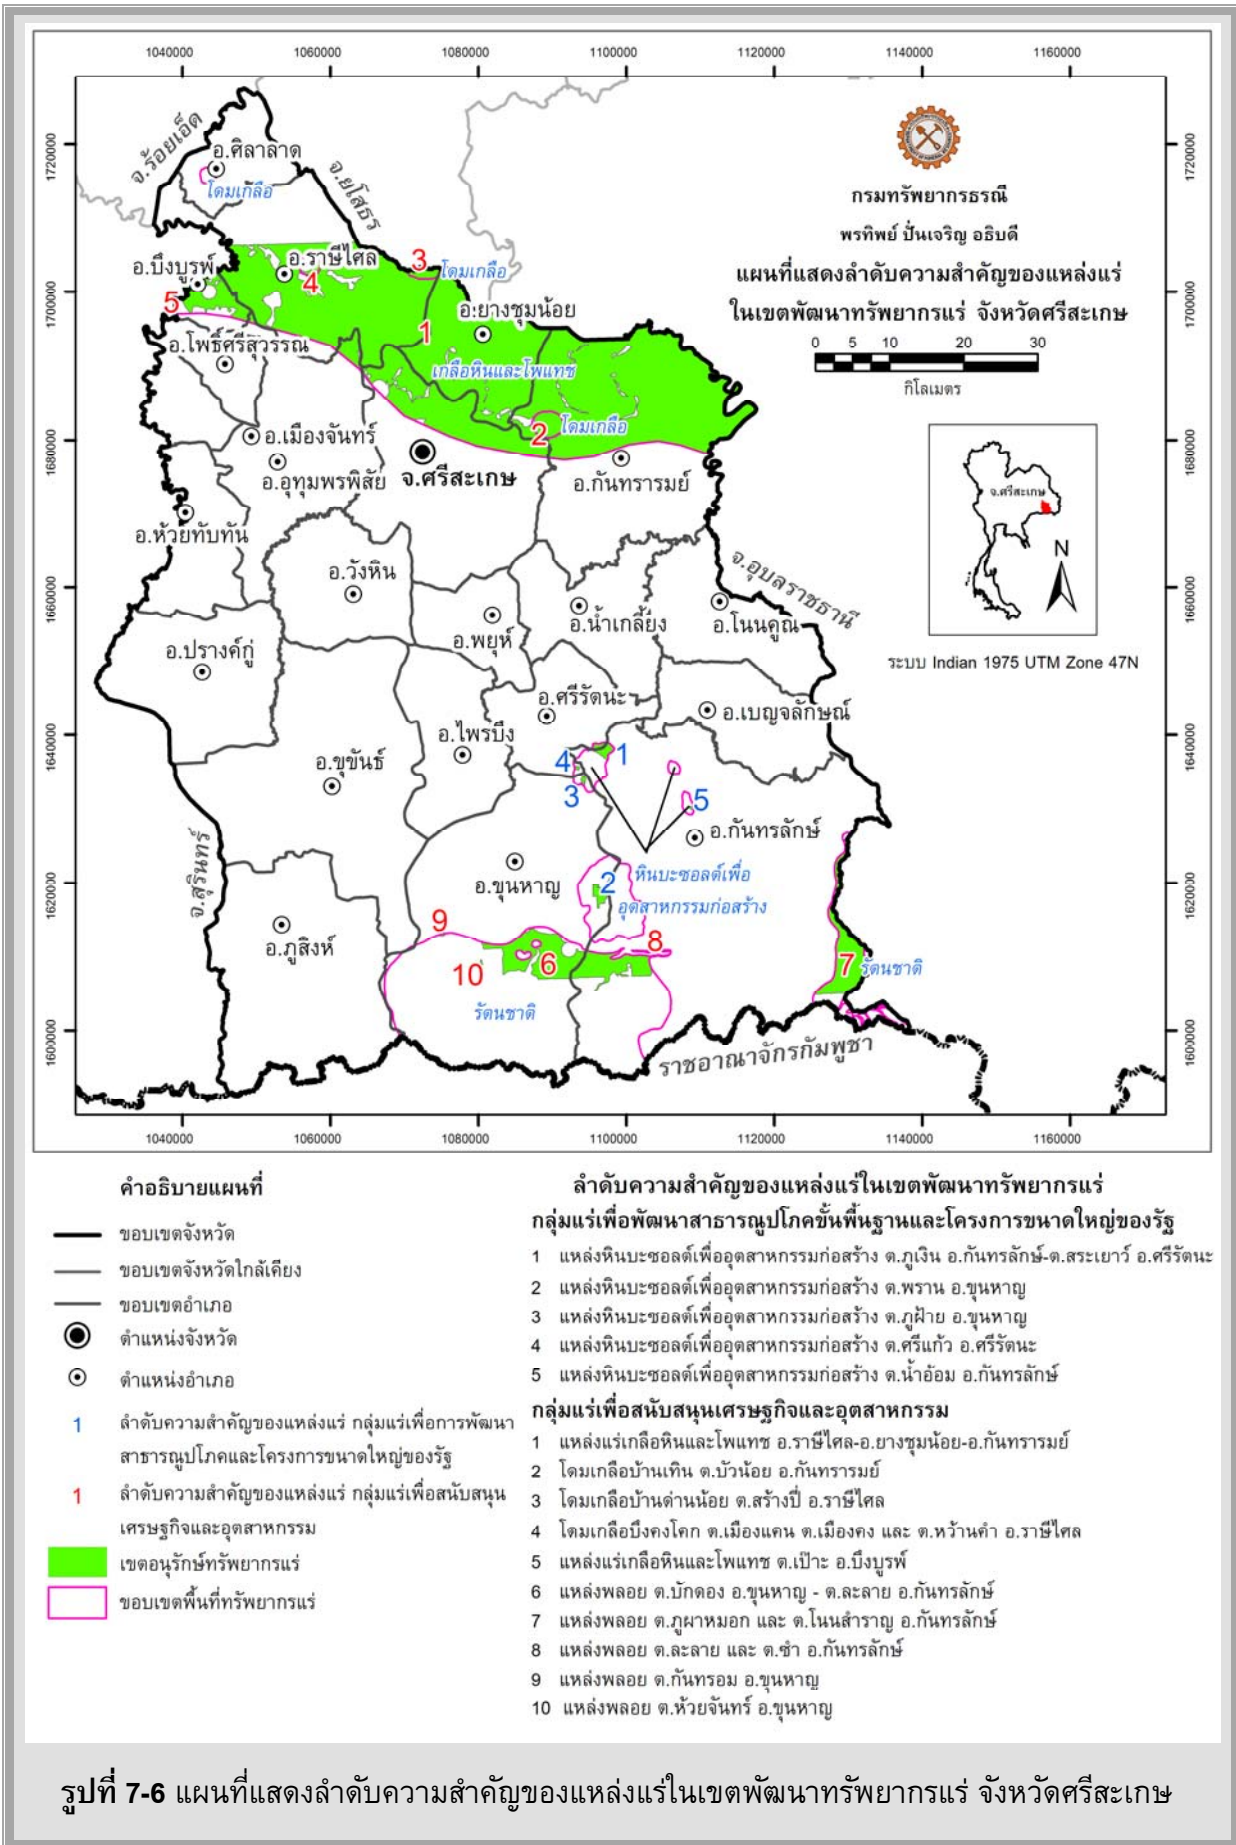 1040000 1060000 1080000 1100000 1120000 1140000 1160000
1720000
1700000
1680000
1660000
1640000
1620000
1600000
1720000
1700000
1680000
1660000
1640000
1620000
1600000
กรมทรัพยากรธรณี
พรทิพย์ ปั่นเจริญ อธิบดี
แผนที่แสดงลำดับความสำคัญของแหล่งแร่
ในเขตพัฒนาทรัพยากรแร่ จังหวัดศรีสะเกษ
0 5 10 20 30
กิโลเมตร
จ.ศรีสะเกษ
N
ระบบ Indian 1975 UTM Zone 47N
จ.ร้อยเอ็ด
อ.ศิลาลาด
โดมเกลือ
จ.ยโสธร
อ.บึงบูรพ์
อ.ราษีไศล
3
โดมเกลือ
4
5
อ.ยางชุมน้อย
1
อ.โพธิ์ศรีสุวรรณ
เกลือหินและโพแทช
2
โดมเกลือ
อ.เมืองจันทร์
อ.อุทุมพรพิสัย
จ.ศรีสะเกษ
อ.กันทรารมย์
อ.ห้วยทับทัน
อ.วังหิน
จ.อุบลราชธานี
อ.พยุห์
อ.น้ำเกลี้ยง
อ.โนนคูณ
อ.ปรางค์กู่
อ.ศรีรัตนะ
อ.เบญจลักษณ์
อ.ไพรบึง
อ.ขุขันธ์
4
1
3
5
อ.กันทรลักษ์
จ.สุรินทร์
หินบะซอลต์เพื่อ
อุตสาหกรรมก่อสร้าง
2
อ.ขุนหาญ
อ.ภูสิงห์
9
8
10
6
7
รัตนชาติ
รัตนชาติ
ราชอาณาจักรกัมพูชา
1040000 1060000 1080000 1100000 1120000 1140000 1160000
คำอธิบายแผนที่
ขอบเขตจังหวัด
ขอบเขตจังหวัดใกล้เคียง
ขอบเขตอำเภอ
ตำแหน่งจังหวัด
ตำแหน่งอำเภอ
1 ลำดับความสำคัญของแหล่งแร่ กลุ่มแร่เพื่อการพัฒนา
สาธารณูปโภคและโครงการขนาดใหญ่ของรัฐ
1 ลำดับความสำคัญของแหล่งแร่ กลุ่มแร่เพื่อสนับสนุน
เศรษฐกิจและอุตสาหกรรม
เขตอนุรักษ์ทรัพยากรแร่
ขอบเขตพื้นที่ทรัพยากรแร่
ลำดับความสำคัญของแหล่งแร่ในเขตพัฒนาทรัพยากรแร่
กลุ่มแร่เพื่อพัฒนาสาธารณูปโภคขั้นพื้นฐานและโครงการขนาดใหญ่ของรัฐ
1 แหล่งหินบะซอลต์เพื่ออุตสาหกรรมก่อสร้าง ต.ภูเงิน อ.กันทรลักษ์-ต.สระเยาว์ อ.ศรีรัตนะ
2 แหล่งหินบะซอลต์เพื่ออุตสาหกรรมก่อสร้าง ต.พราน อ.ขุนหาญ
3 แหล่งหินบะซอลต์เพื่ออุตสาหกรรมก่อสร้าง ต.ภูฝ้าย อ.ขุนหาญ
4 แหล่งหินบะซอลต์เพื่ออุตสาหกรรมก่อสร้าง ต.ศรีแก้ว อ.ศรีรัตนะ
5 แหล่งหินบะซอลต์เพื่ออุตสาหกรรมก่อสร้าง ต.น้ำอ้อม อ.กันทรลักษ์
กลุ่มแร่เพื่อสนับสนุนเศรษฐกิจและอุตสาหกรรม
1 แหล่งแร่เกลือหินและโพแทช อ.ราษีไศล-อ.ยางชุมน้อย-อ.กันทรารมย์
2 โดมเกลือบ้านเทิน ต.บัวน้อย อ.กันทรารมย์
3 โดมเกลือบ้านด่านน้อย ต.สร้างปี่ อ.ราษีไศล
4 โดมเกลือบึงคงโคก ต.เมืองแคน ต.เมืองคง และ ต.หว้านคำ อ.ราษีไศล
5 แหล่งแร่เกลือหินและโพแทช ต.เป๊าะ อ.บึงบูรพ์
6 แหล่งพลอย ต.บักดอง อ.ขุนหาญ - ต.ละลาย อ.กันทรลักษ์
7 แหล่งพลอย ต.ภูผาหมอก และ ต.โนนสำราญ อ.กันทรลักษ์
8 แหล่งพลอย ต.ละลาย และ ต.ชำ อ.กันทรลักษ์
9 แหล่งพลอย ต.กันทรอม อ.ขุนหาญ
10 แหล่งพลอย ต.ห้วยจันทร์ อ.ขุนหาญ
รูปที่ 7-6 แผนที่แสดงลำดับความสำคัญของแหล่งแร่ในเขตพัฒนาทรัพยากรแร่ จังหวัดศรีสะเกษ